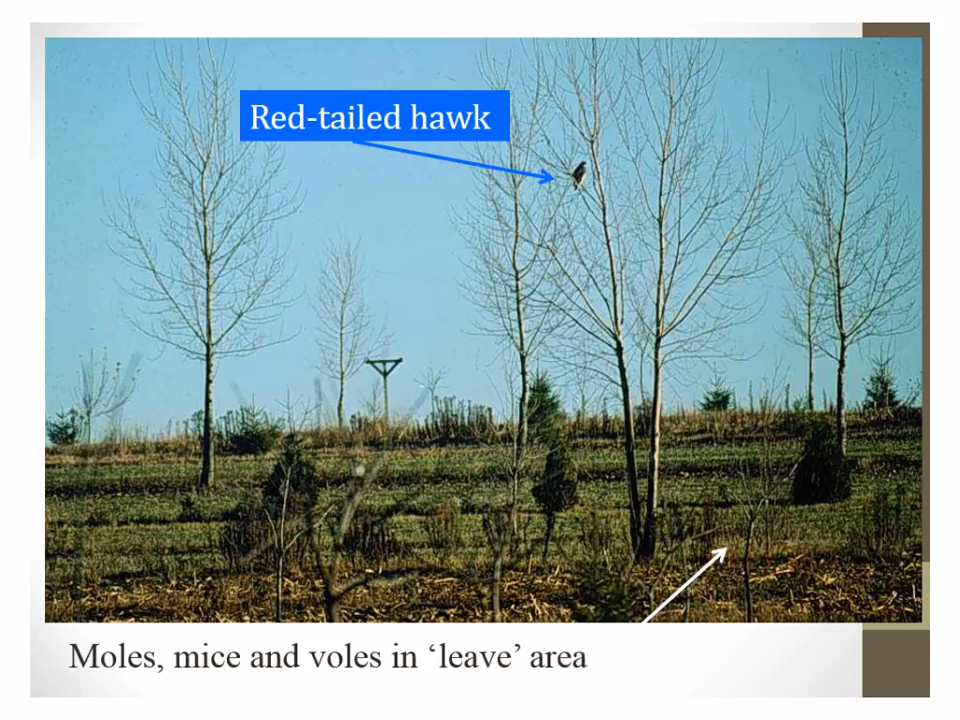 Red-tailed hawk
Moles, mice and voles in ‘leave’ area